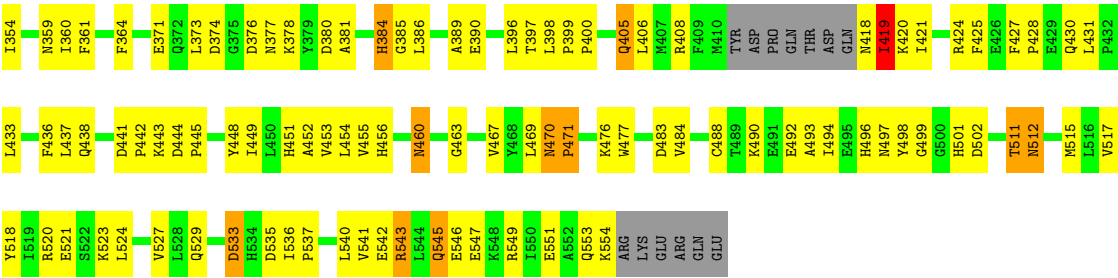 I354 N359 I360 F361 F364 E371 Q372 L373 D374 G375 D376 N377 K378 Y379 D380 A381 H384 G385 L386 A389 E390 L396 T397 L398 P399 P400 Q405 L406 M407 R408 F409 M410 TYR ASP PRO GLN THR ASP GLN N418 I419 K420 I421 R424 F425 E426 F427 P428 E429 Q430 L431 P432
L433 F436 L437 Q438 D441 P442 K443 D444 P445 Y448 I449 L450 H451 A452 V453 L454 V455 H456 N460 G463 V467 Y468 L469 N470 P471 K476 W477 D483 V484 C488 T489 K490 E491 E492 A493 I494 E495 H496 N497 Y498 G499 G500 H501 D502 T511 N512 M515 L516 V517
Y518 I519 R520 E521 S522 K523 L524 V527 L528 Q529 D533 H534 D535 I536 P537 L540 V541 E542 R543 L544 Q545 E546 E547 K548 R549 I550 E551 A552 Q553 K554 ARG LYS GLU ARG GLN GLU